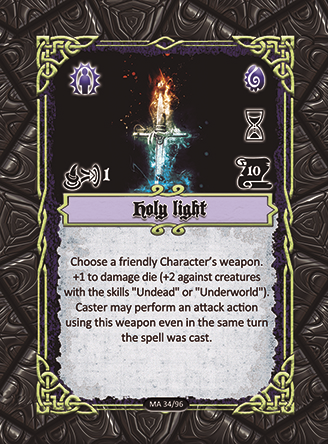 1
10
Holy light
Choose a friendly Character's weapon.
+1 to damage die (+2 against creatures
with the skills "Undead" or "Underworld").
Caster may perform an attack action
using this weapon even in the same turn
the spell was cast.
MA 34/96